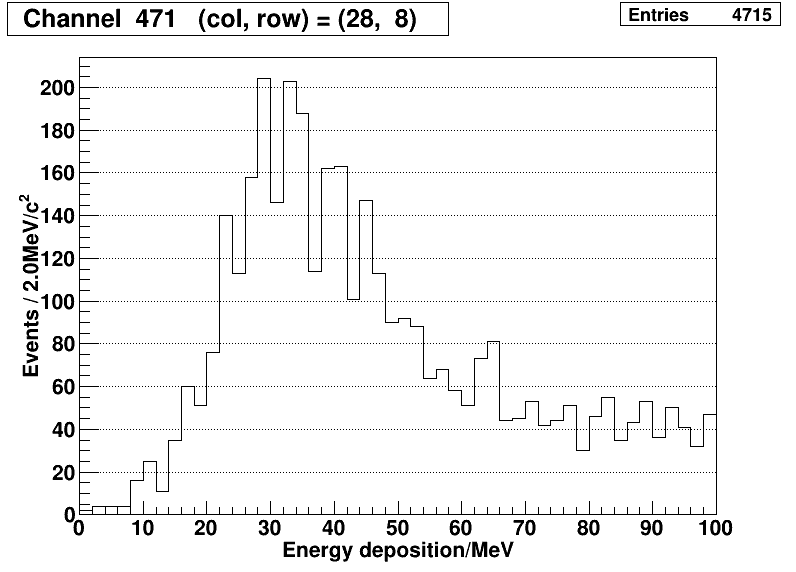 Channel 471 (col, row) = (28, 8)
Entries 4715
Events / 2.0MeV/c²
200
180
160
140
120
100
80
60
40
20
0
0 10 20 30 40 50 60 70 80 90 100
Energy deposition/MeV